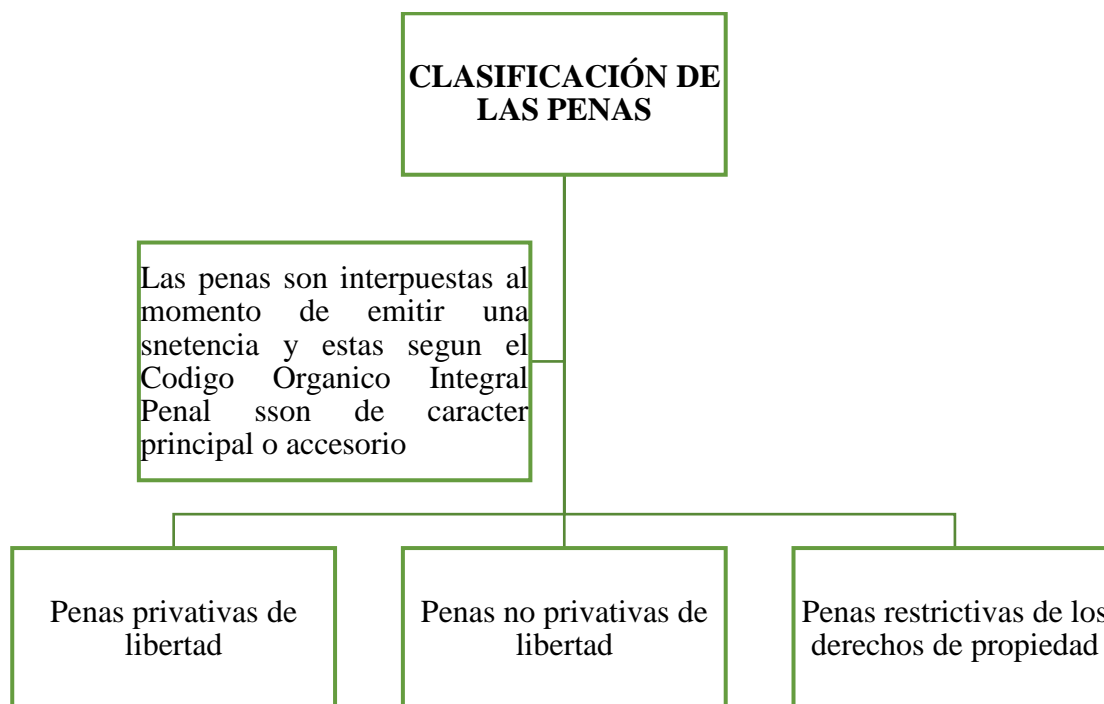 CLASIFICACIÓN DE
LAS PENAS
Las penas son interpuestas al
momento de emitir una
snetencia y estas segun el
Codigo Organico Integral
Penal sson de caracter
principal o accesorio
Penas privativas de
libertad
Penas no privativas de
libertad
Penas restrictivas de los
derechos de propiedad